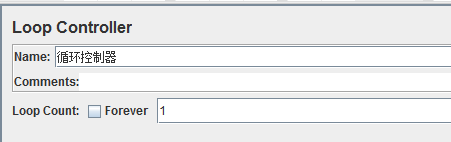 Loop Controller
Name: 循环控制器
Comments:
Loop Count: Forever 1